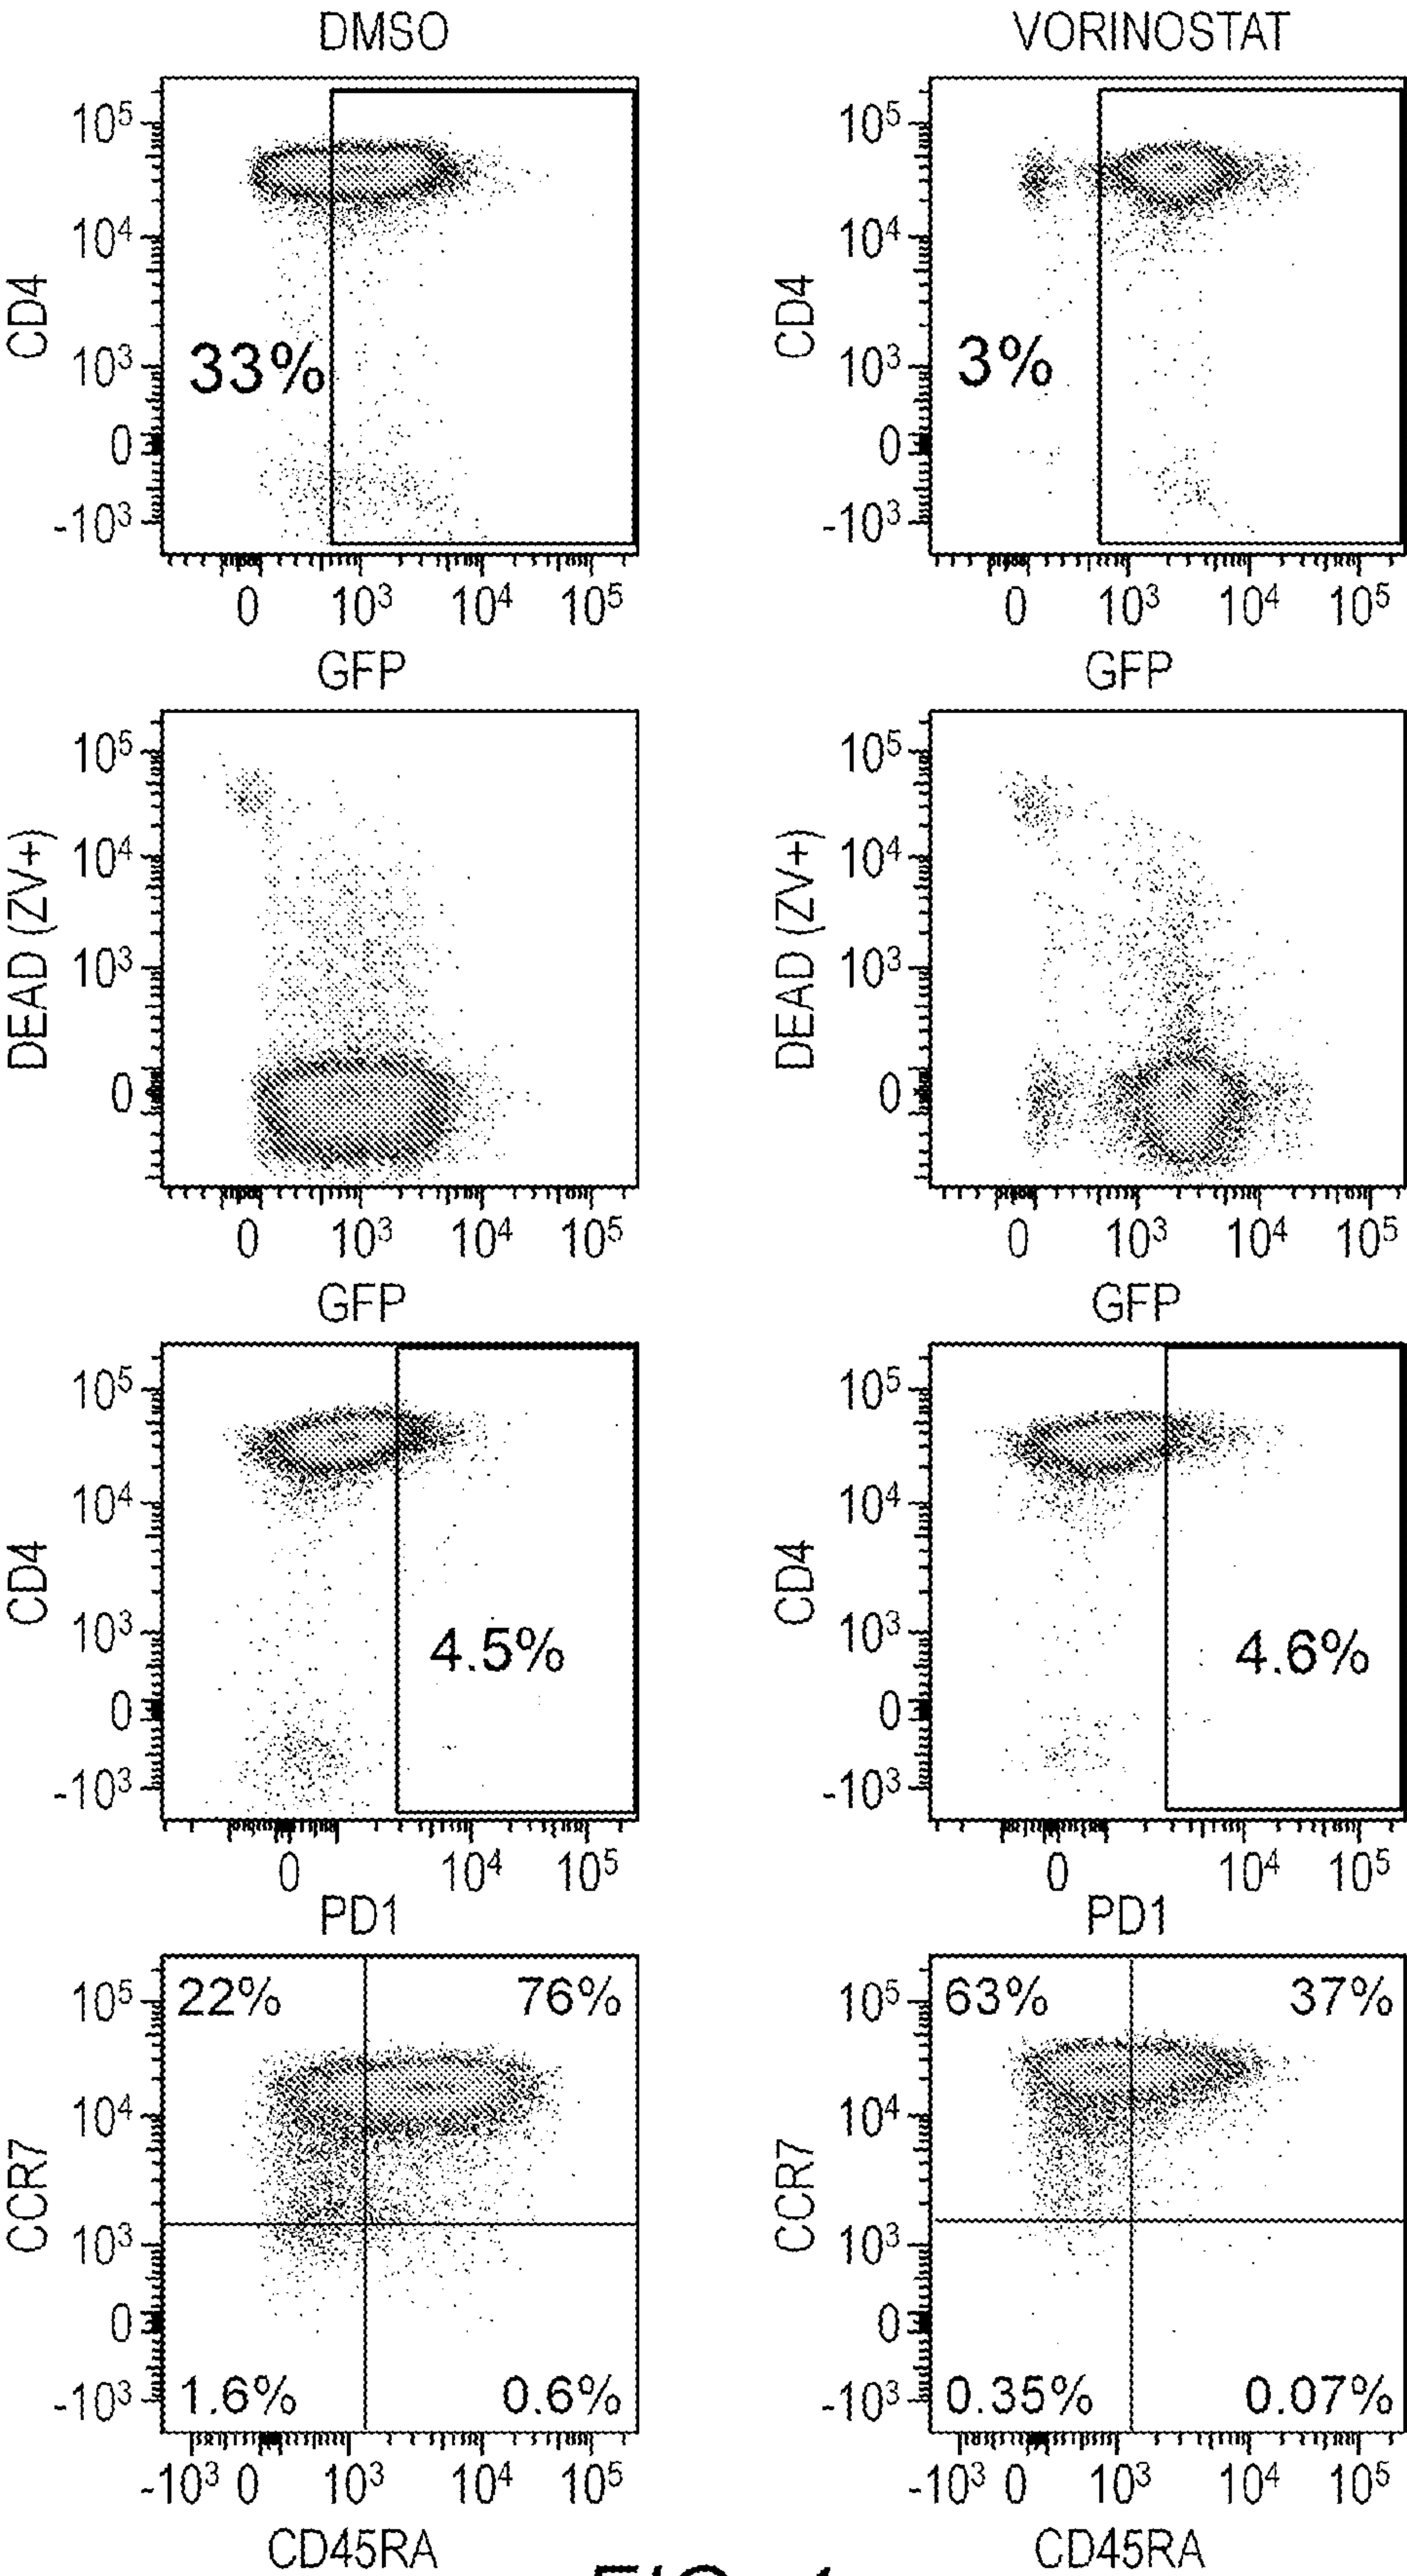 DMSO VORINOSTAT
10⁵ 10⁵
10⁴ 10⁴
CD4 CD4
33% 3%
10³ 10³
0 0
-10³ -10³
0 10³ 10⁴ 10⁵ 0 10³ 10⁴ 10⁵
GFP GFP
10⁵ 10⁵
10⁴ 10⁴
DEAD (ZV+) DEAD (ZV+)
10³ 10³
0 0
0 10³ 10⁴ 10⁵ 0 10³ 10⁴ 10⁵
GFP GFP
10⁵ 10⁵
10⁴ 10⁴
CD4 CD4
10³ 4.5% 10³ 4.6%
0 0
-10³ -10³
0 10⁴ 10⁵ 0 10⁴ 10⁵
PD1 PD1
10⁵ 22% 76% 10⁵ 63% 37%
10⁴ 10⁴
CCR7 CCR7
10³ 10³
0 0
-10³ 1.6% 0.6% -10³ 0.35% 0.07%
-10³ 0 10³ 10⁴ 10⁵ -10³ 0 10³ 10⁴ 10⁵
CD45RA CD45RA